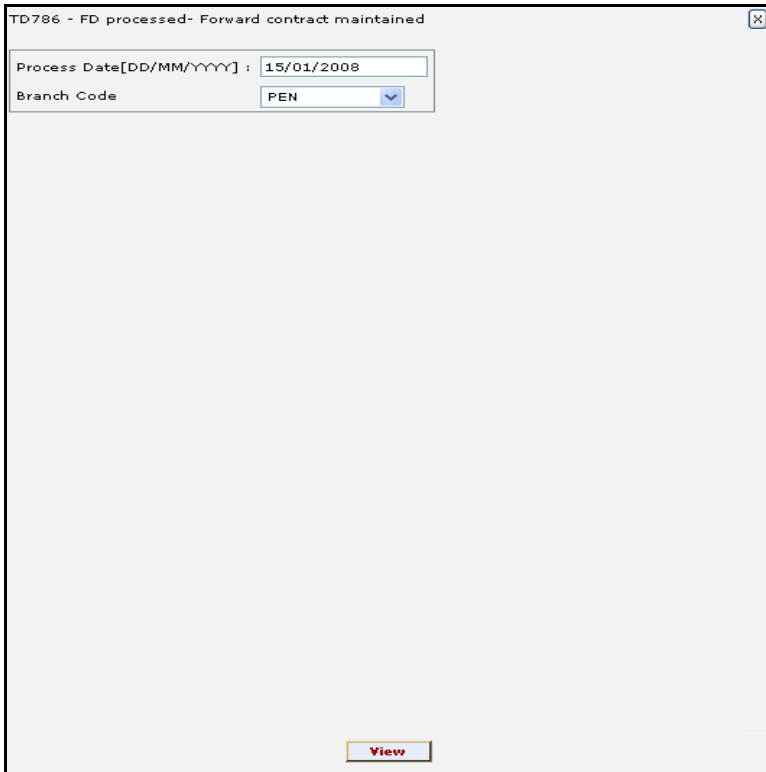 TD786 - FD processed- Forward contract maintained
Process Date[DD/MM/YYYY] : 15/01/2008
Branch Code PEN
View